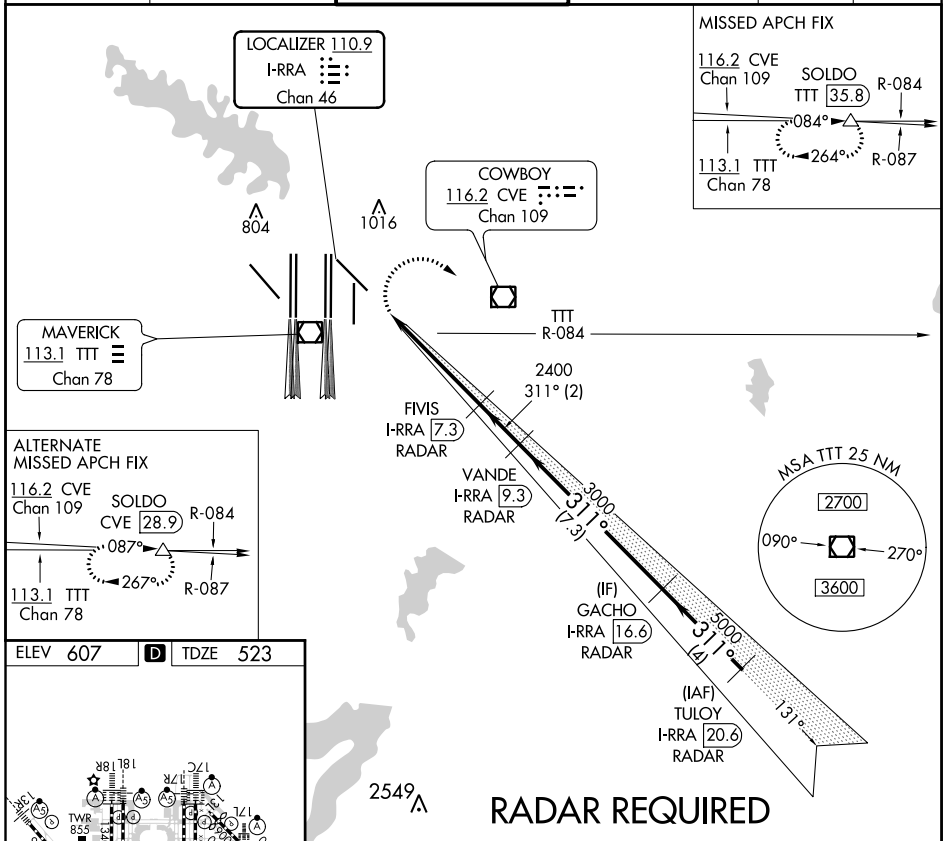 MISSED APCH FIX
116.2 CVE
Chan 109
SOLDO
TTT 35.8
R-084
084°
264°
R-087
113.1 TTT
Chan 78
LOCALIZER 110.9
I-RRA
Chan 46
COWBOY
116.2 CVE
Chan 109
804
1016
MAVERICK
113.1 TTT
Chan 78
TTT
R-084
2400
311° (2)
FIVIS
I-RRA 7.3
RADAR
VANDE
I-RRA 9.3
RADAR
3000
311°
(7.3)
(IF)
GACHO
I-RRA 16.6
RADAR
5000
311°
(4)
(IAF)
TULOY
I-RRA 20.6
RADAR
131°
MSA TTT 25 NM
2700
090°
270°
3600
ALTERNATE
MISSED APCH FIX
116.2 CVE
Chan 109
SOLDO
CVE 28.9
R-084
087°
267°
R-087
113.1 TTT
Chan 78
ELEV 607 D TDZE 523
18R
18L
17R
17C
17L
13R
A
A5
A5
A
A5
A
P
P
P
P
TWR
855
2549
RADAR REQUIRED